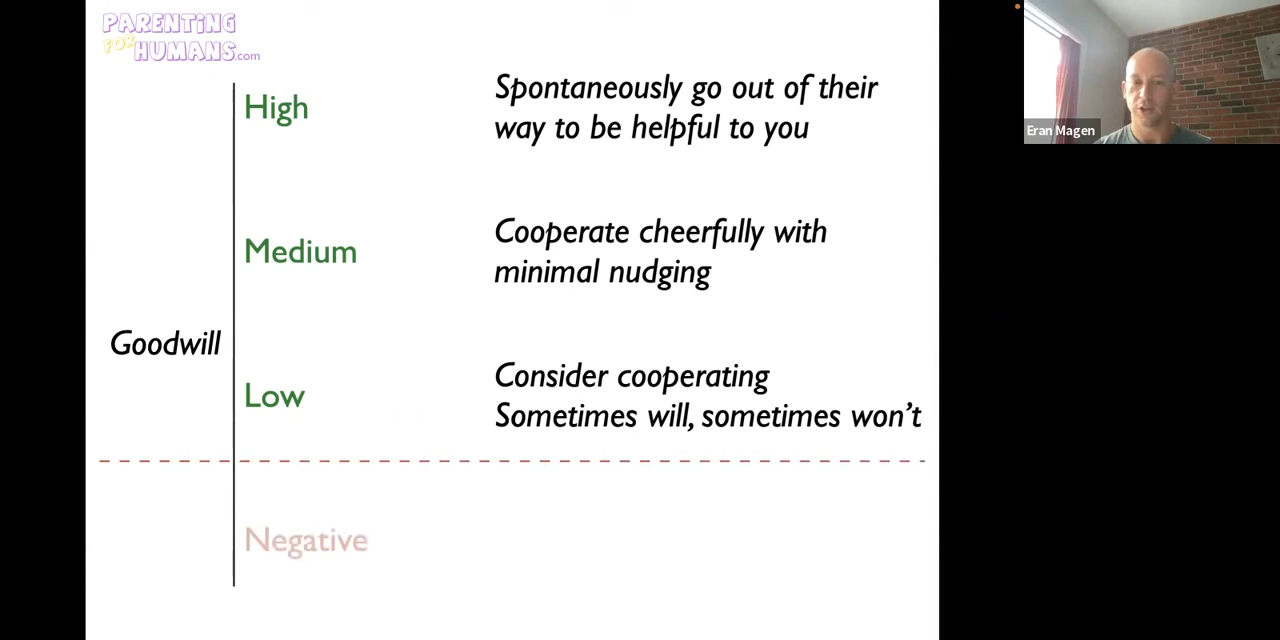 PARENTING
FOR HUMANS.com
High
Spontaneously go out of their
way to be helpful to you
Medium
Cooperate cheerfully with
minimal nudging
Goodwill
Low
Consider cooperating
Sometimes will, sometimes won't
Negative
Eran Magen